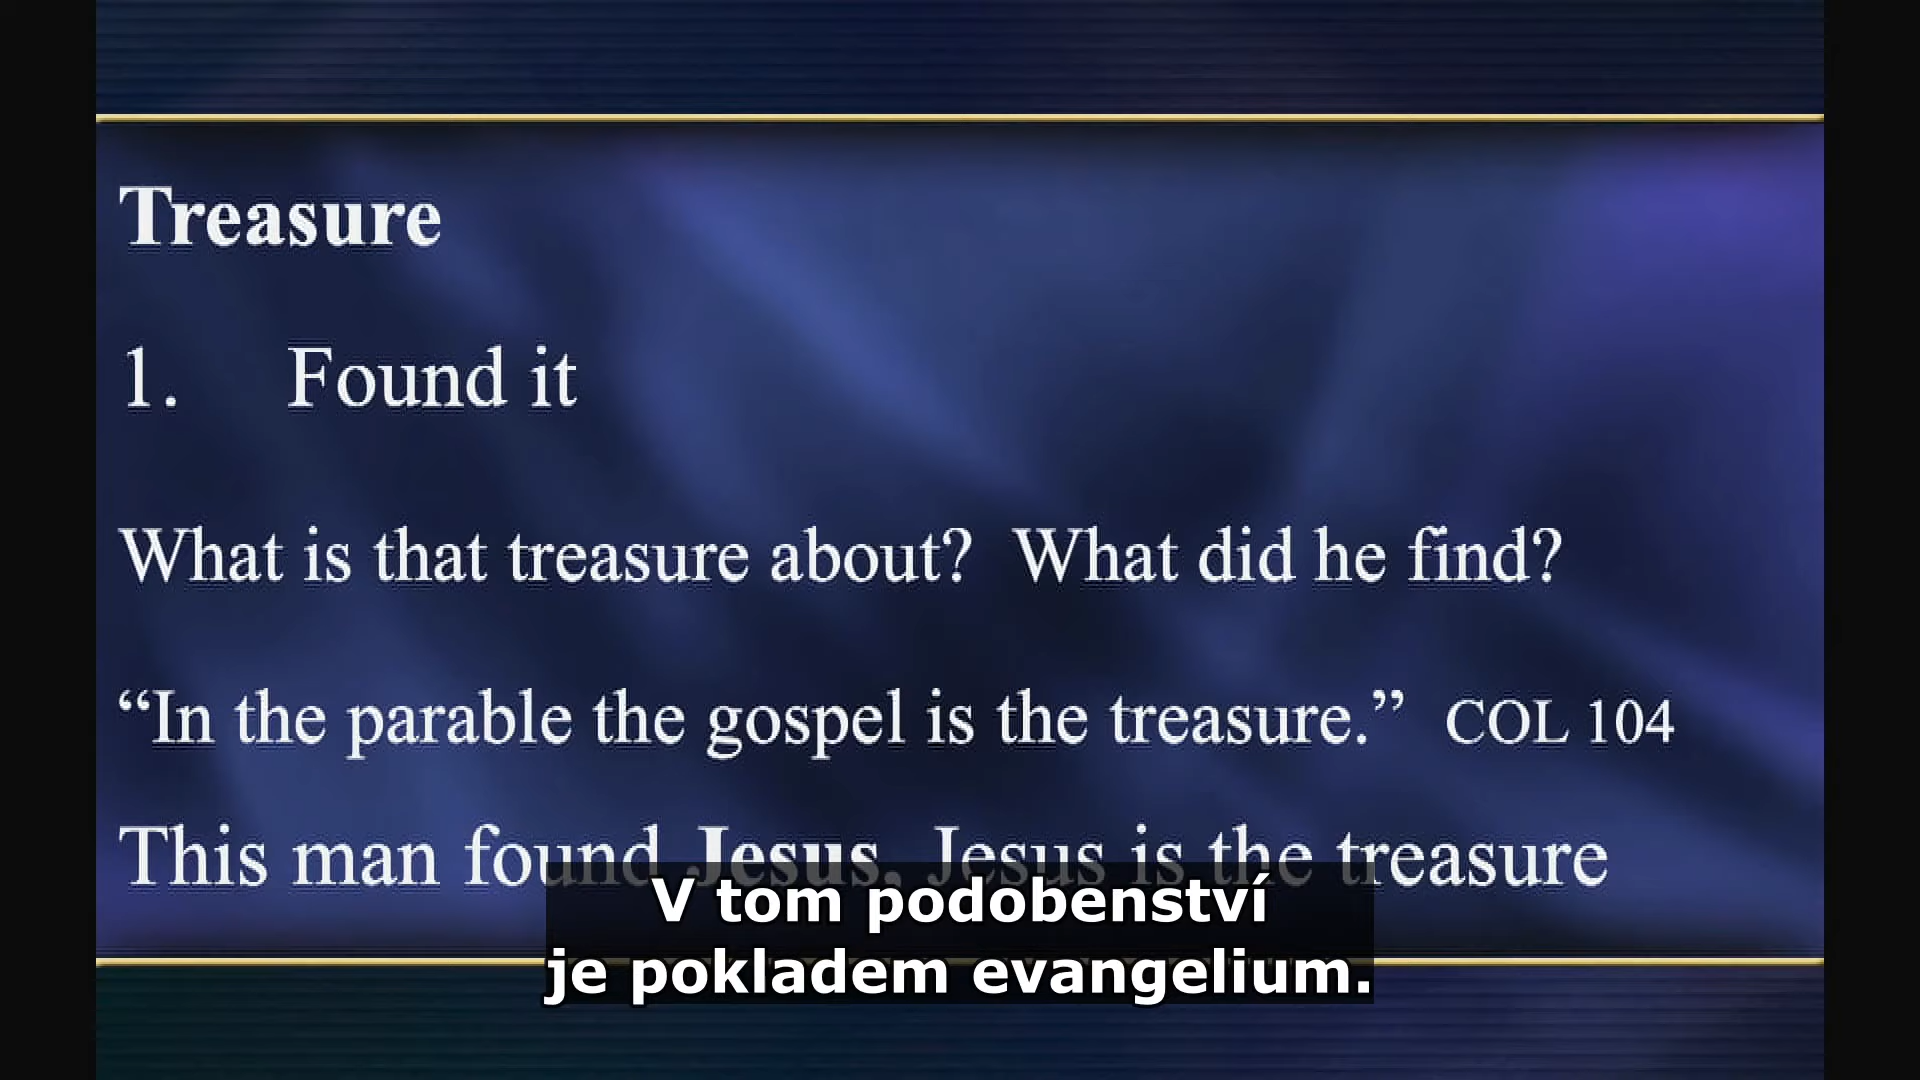 Treasure
1. Found it
What is that treasure about? What did he find?
“In the parable the gospel is the treasure.” COL 104
This man found Jesus, Jesus is the treasure
V tom podobenství
je pokladem evangelium.